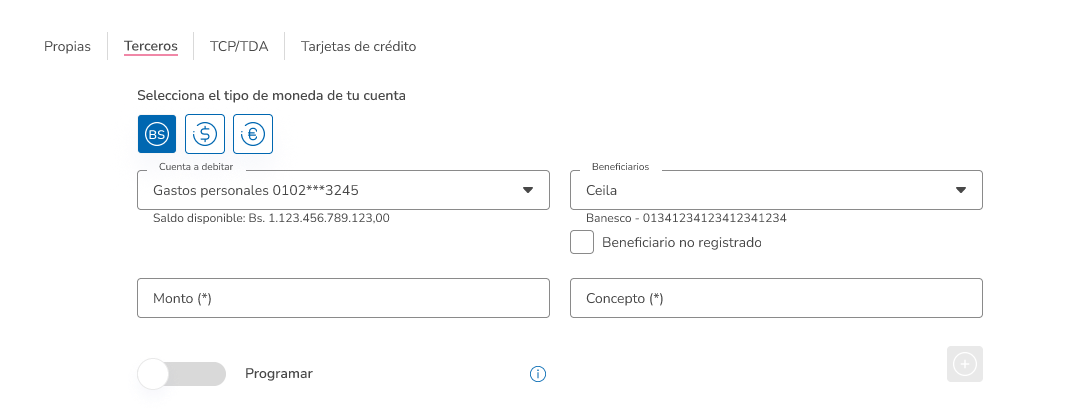 Propias Terceros TCP/TDA Tarjetas de crédito
Selecciona el tipo de moneda de tu cuenta
BS $ €
Cuenta a debitar Beneficiarios
Gastos personales 0102***3245 Ceila
Saldo disponible: Bs. 1.123.456.789.123,00 Banesco - 01341234123412341234
Beneficiario no registrado
Monto (*) Concepto (*)
Programar